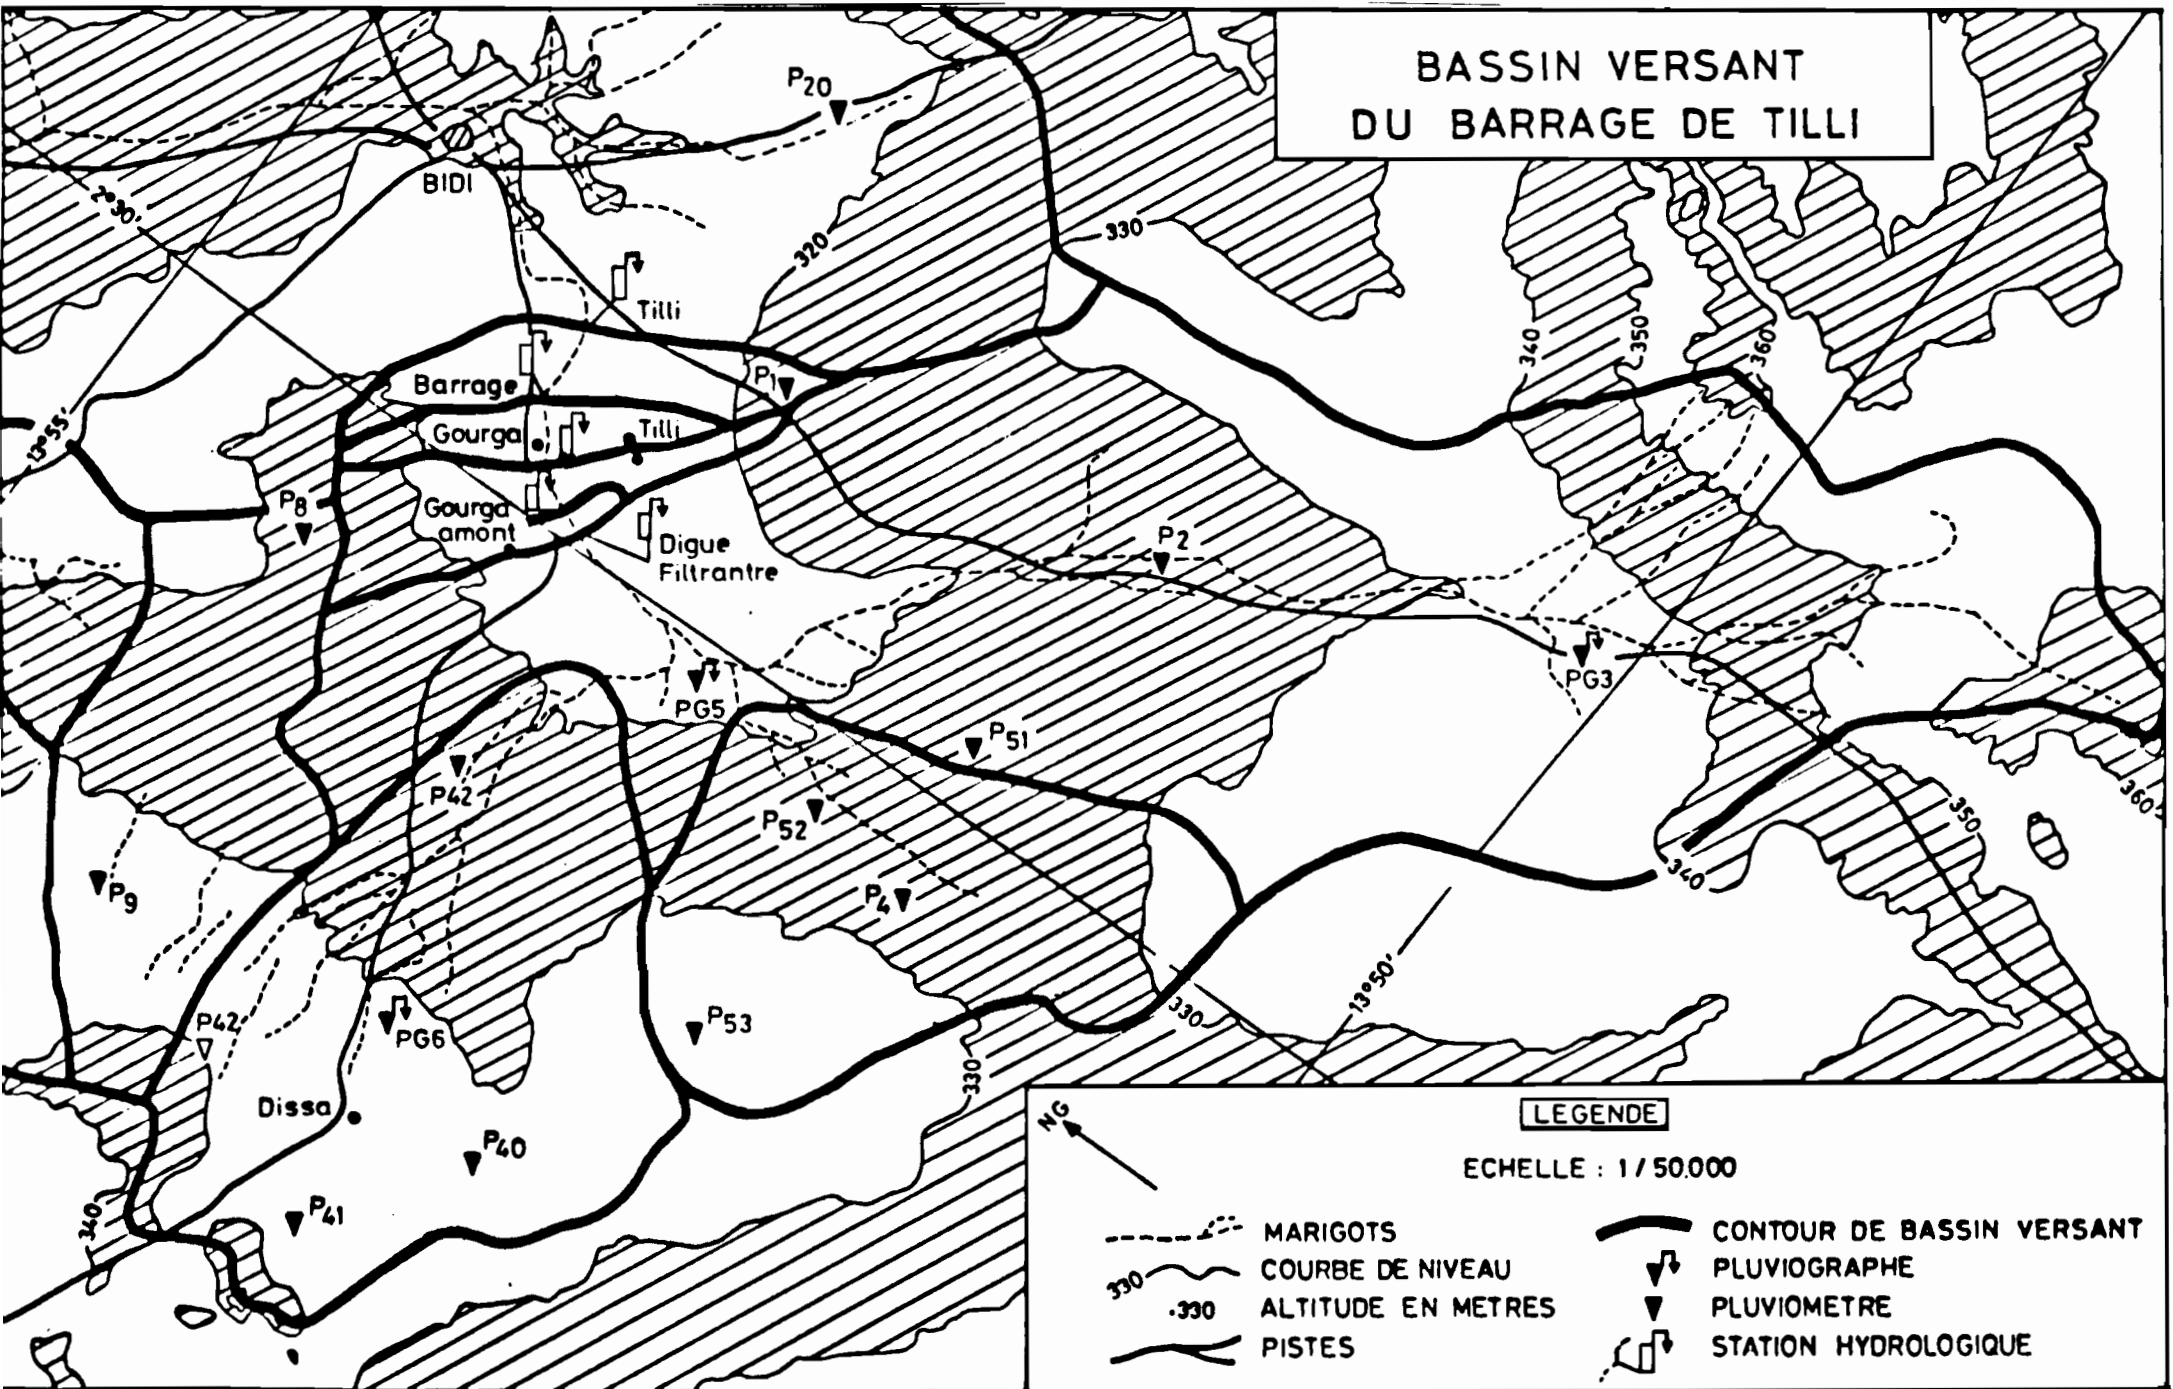 BASSIN VERSANT
DU BARRAGE DE TILLI
P20
BIDI
2°30'
320
330
Tilli
340
350
360
P1
Barrage
Gourga
Tilli
13°55'
P8
Gourga
amont
Digue
Filtrantre
P2
PG3
PG5
P51
P42
P52
350
360
P9
P4
340
13°50'
P42
PG6
P53
330
330
Dissa
P40
P41
340
NG
LEGENDE
ECHELLE : 1/50.000
MARIGOTS
330
COURBE DE NIVEAU
.330
ALTITUDE EN METRES
PISTES
CONTOUR DE BASSIN VERSANT
PLUVIOGRAPHE
PLUVIOMETRE
STATION HYDROLOGIQUE